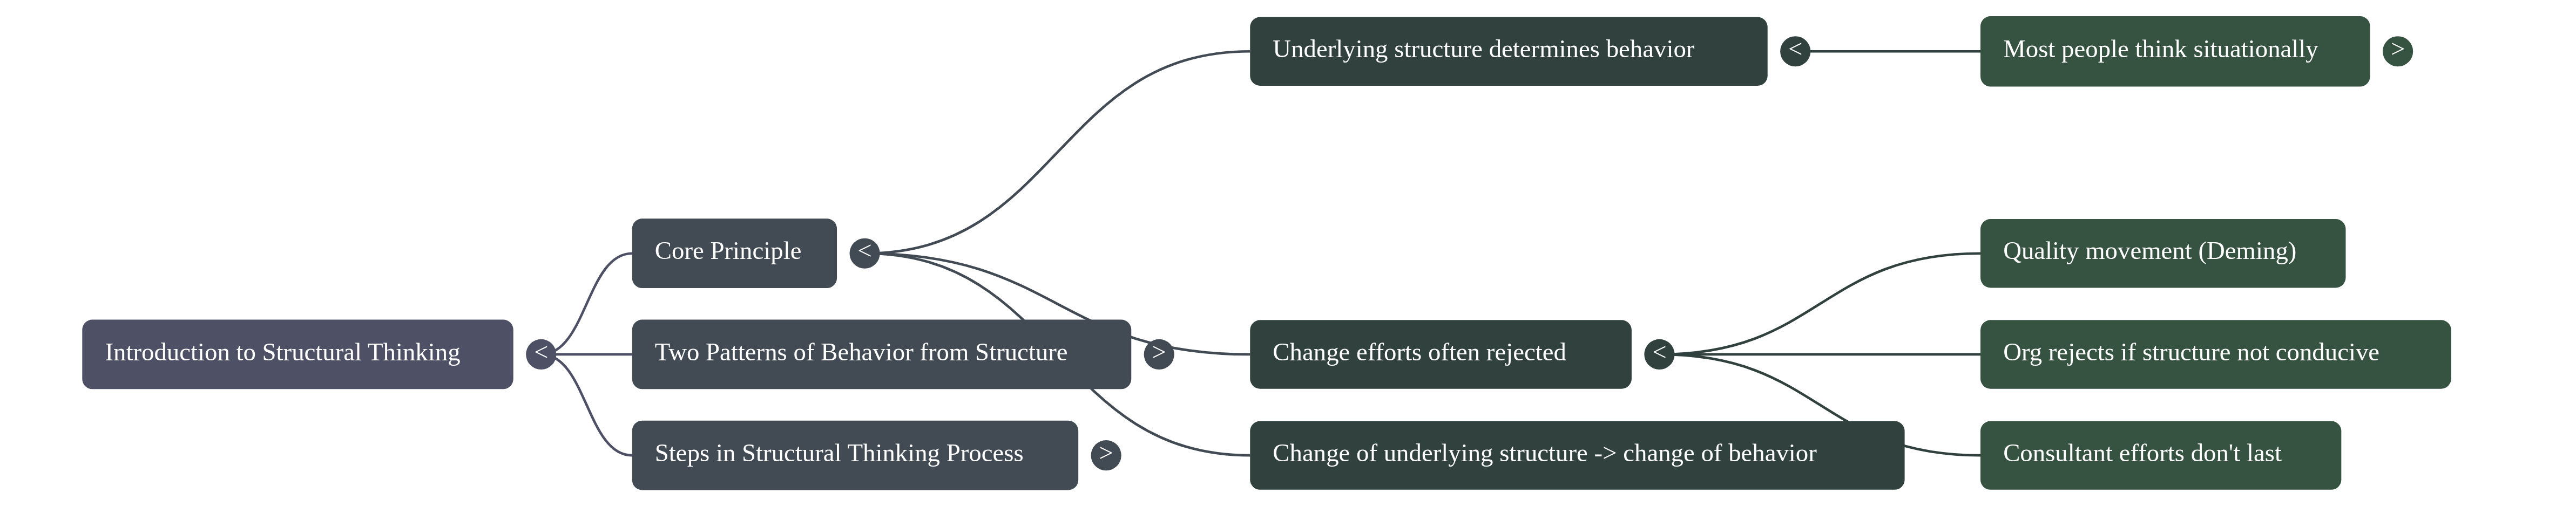 Introduction to Structural Thinking
<
Core Principle
<
Underlying structure determines behavior
<
Most people think situationally
>
Change efforts often rejected
<
Quality movement (Deming)
Org rejects if structure not conducive
Consultant efforts don't last
Change of underlying structure -> change of behavior
Two Patterns of Behavior from Structure
>
Steps in Structural Thinking Process
>